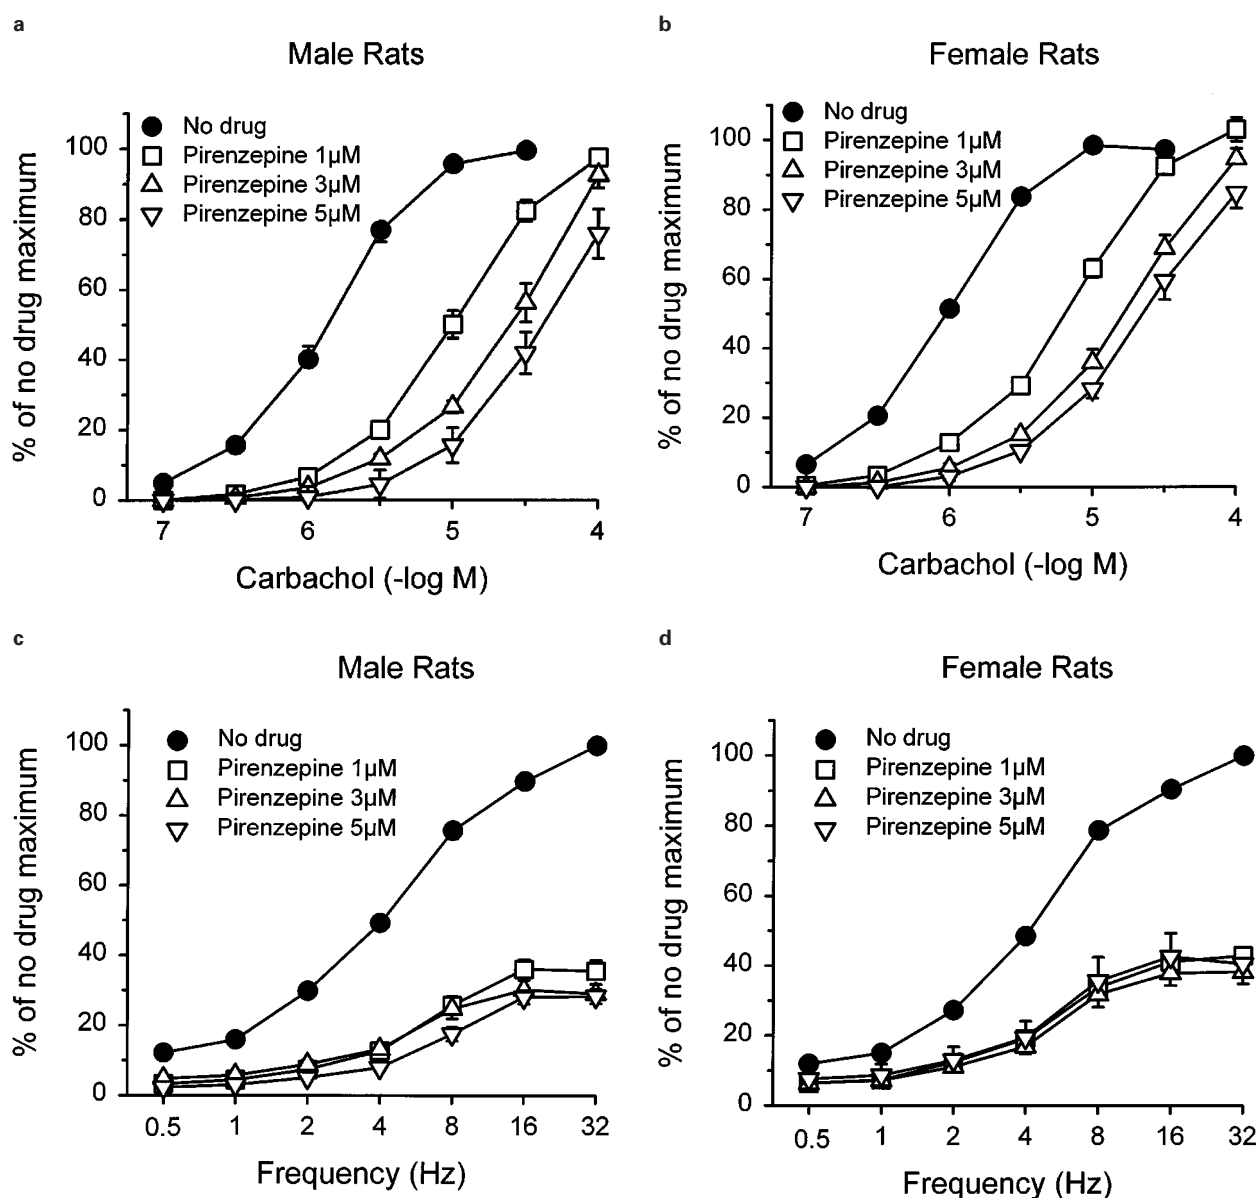 a
Male Rats
No drug
Pirenzepine 1µM
Pirenzepine 3µM
Pirenzepine 5µM
% of no drug maximum
100
80
60
40
20
0
7
6
5
4
Carbachol (-log M)
b
Female Rats
No drug
Pirenzepine 1µM
Pirenzepine 3µM
Pirenzepine 5µM
% of no drug maximum
100
80
60
40
20
0
7
6
5
4
Carbachol (-log M)
c
Male Rats
No drug
Pirenzepine 1µM
Pirenzepine 3µM
Pirenzepine 5µM
% of no drug maximum
100
80
60
40
20
0
0.5 1 2 4 8 16 32
Frequency (Hz)
d
Female Rats
No drug
Pirenzepine 1µM
Pirenzepine 3µM
Pirenzepine 5µM
% of no drug maximum
100
80
60
40
20
0
0.5 1 2 4 8 16 32
Frequency (Hz)